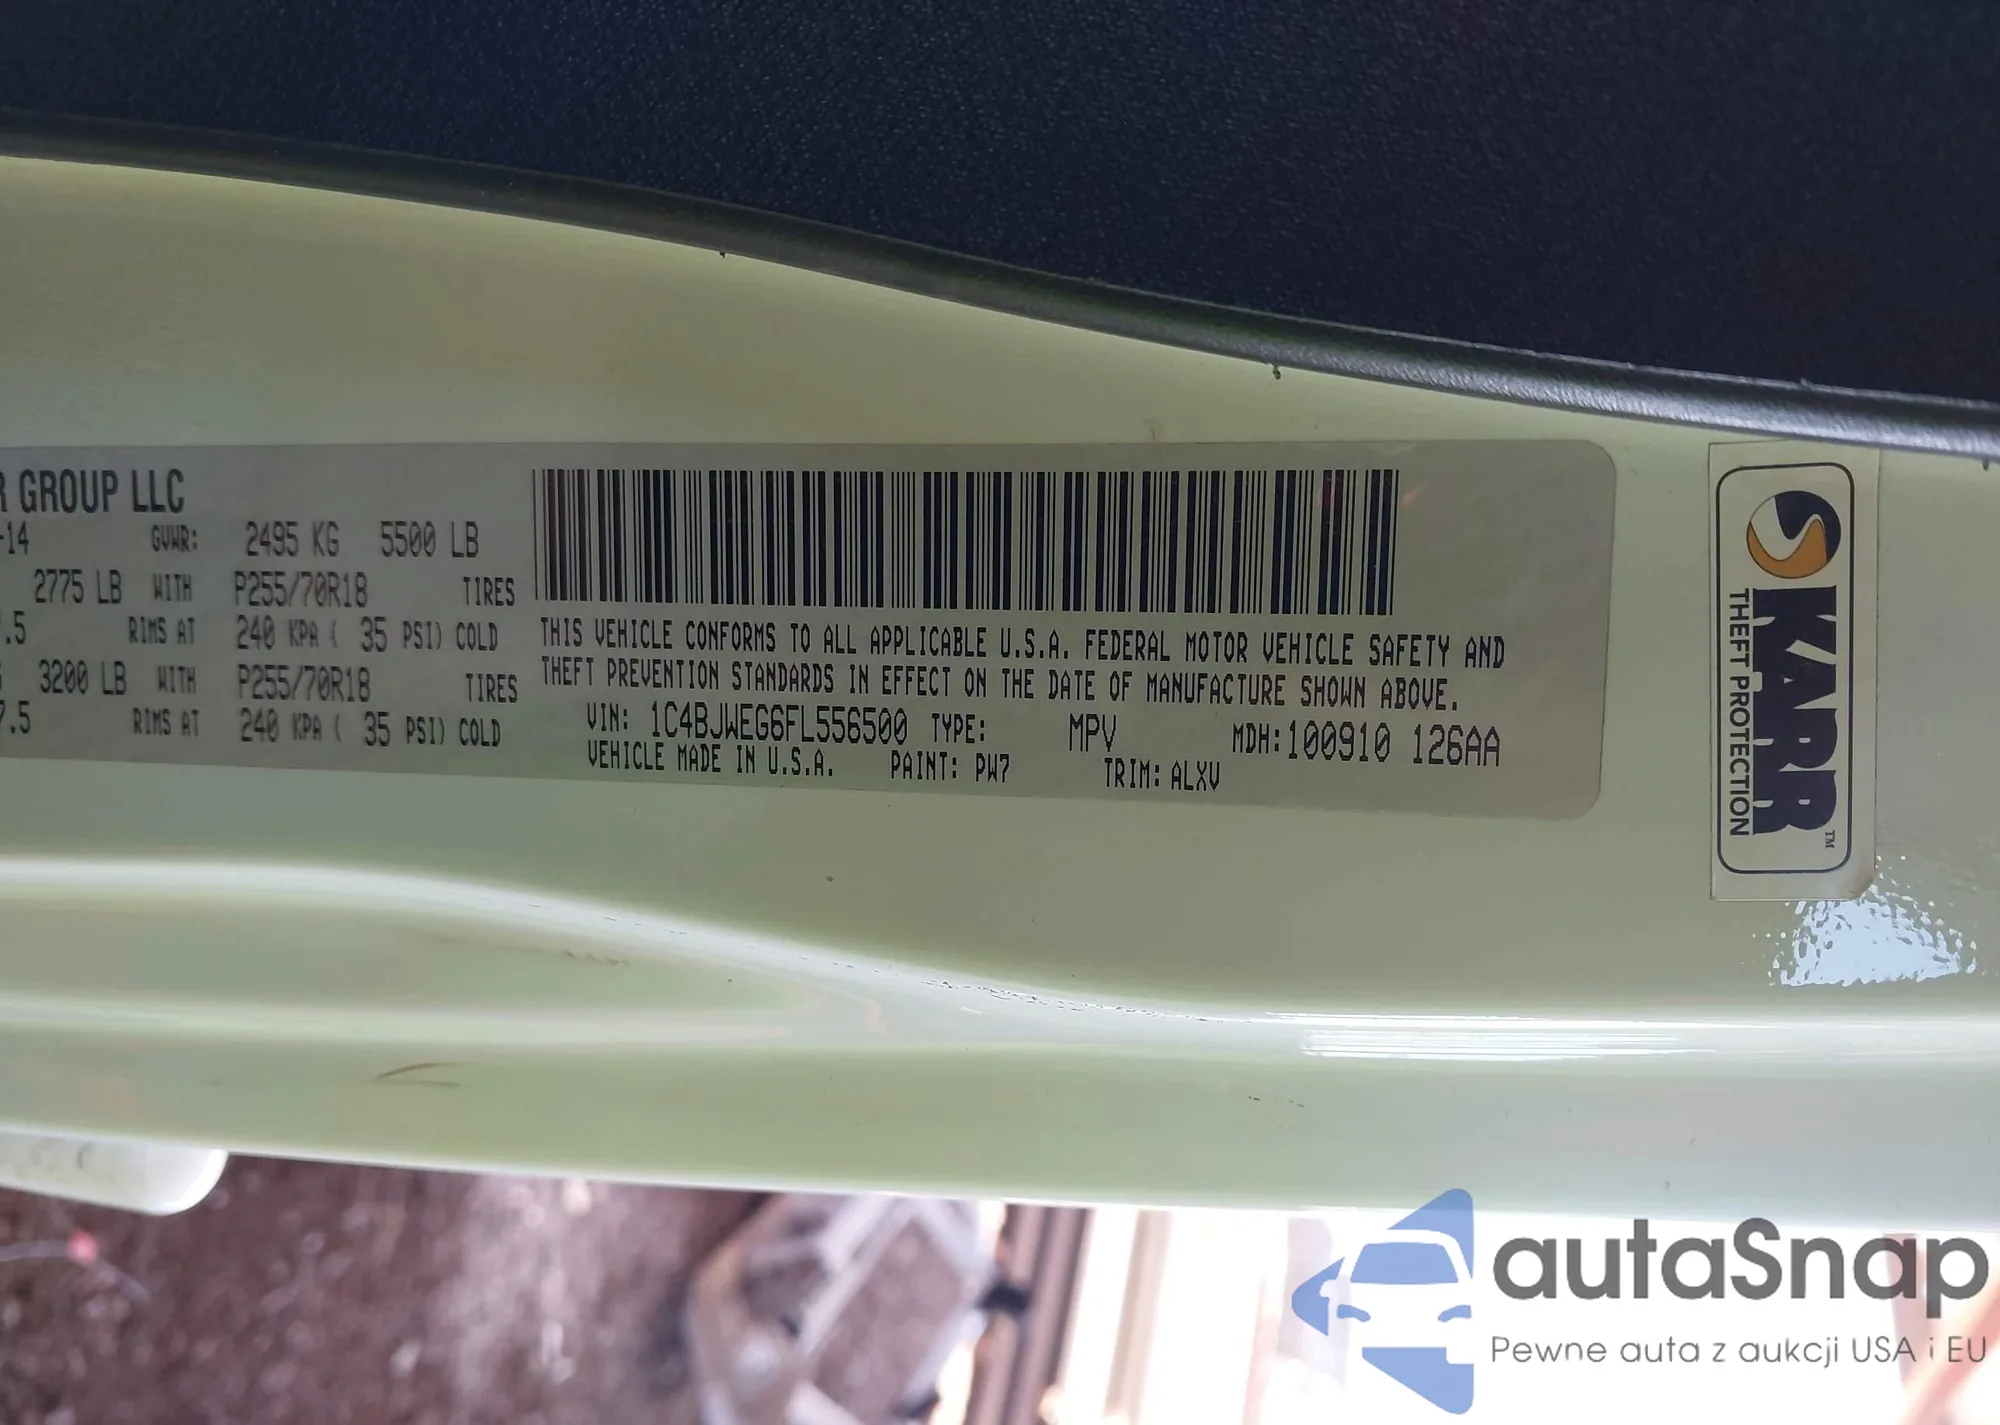 R GROUP LLC
-14 GVWR: 2495 KG 5500 LB
2775 LB WITH P255/70R18 TIRES
7.5 RIMS AT 240 KPA ( 35 PSI) COLD
3200 LB WITH P255/70R18 TIRES
7.5 RIMS AT 240 KPA ( 35 PSI) COLD
THIS VEHICLE CONFORMS TO ALL APPLICABLE U.S.A. FEDERAL MOTOR VEHICLE SAFETY AND
THEFT PREVENTION STANDARDS IN EFFECT ON THE DATE OF MANUFACTURE SHOWN ABOVE.
VIN: 1C4BJWEG6FL556500 TYPE: MPV MDH:100910 126AA
VEHICLE MADE IN U.S.A. PAINT: PW7 TRIM: ALXV
KARR™
THEFT PROTECTION
autaSnap
Pewne auta z aukcji USA i EU